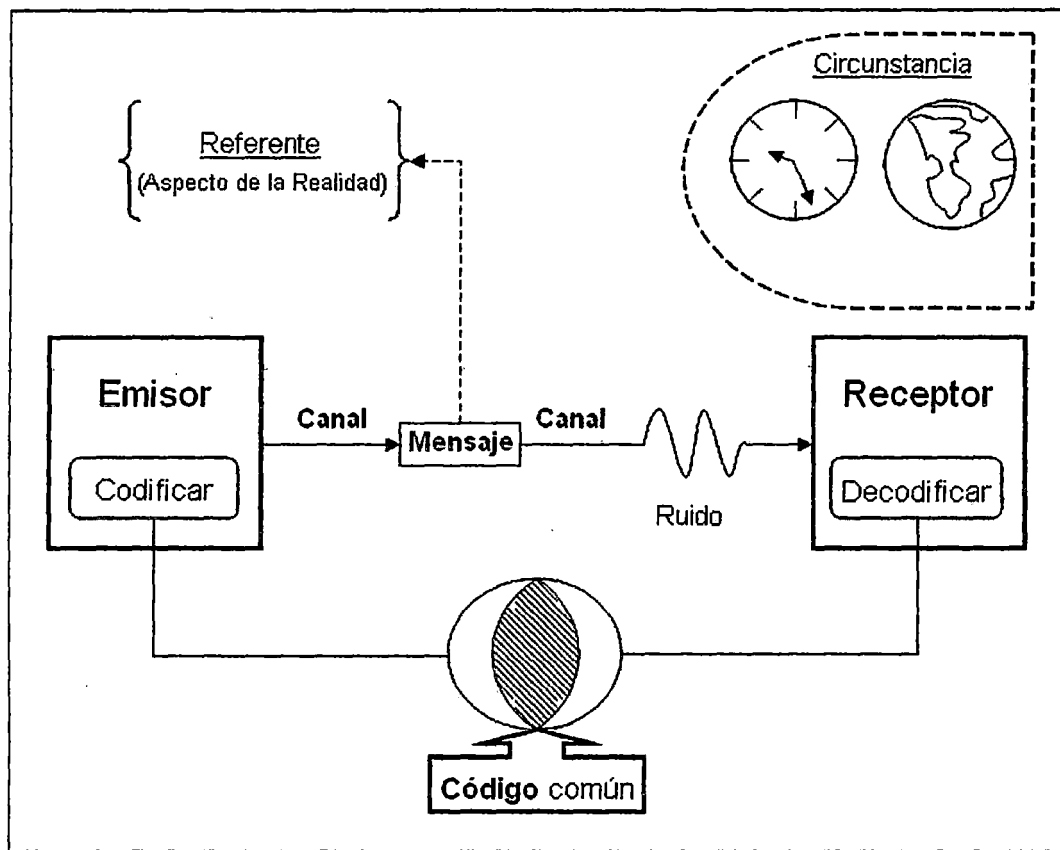 Circunstancia
Referente
(Aspecto de la Realidad)
Emisor
Receptor
Canal
Mensaje
Canal
Codificar
Ruido
Decodificar
Código común